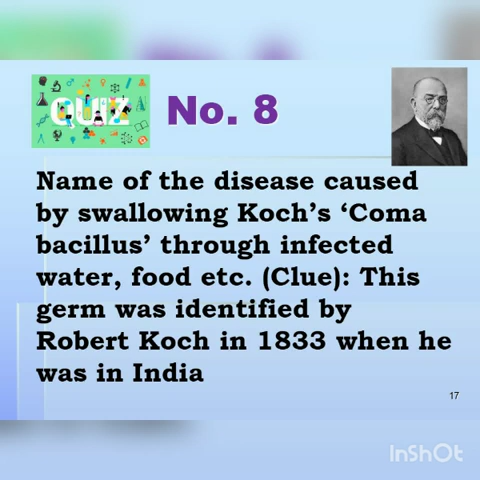 QUIZ
No. 8
Name of the disease caused
by swallowing Koch's ‘Coma
bacillus’ through infected
water, food etc. (Clue): This
germ was identified by
Robert Koch in 1833 when he
was in India
17
InShOt